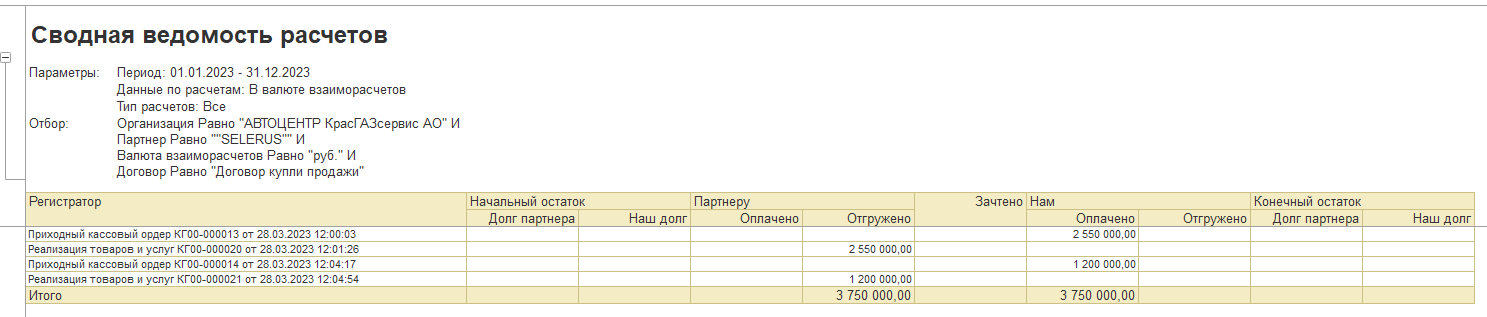 Сводная ведомость расчетов
Параметры: Период: 01.01.2023 - 31.12.2023
Данные по расчетам: В валюте взаиморасчетов
Тип расчетов: Все
Отбор: Организация Равно "АВТОЦЕНТР КрасГАЗсервис АО" И
Партнер Равно ""SELERUS"" И
Валюта взаиморасчетов Равно "руб." И
Договор Равно "Договор купли продажи"
Регистратор Начальный остаток Партнеру Зачтено Нам Конечный остаток
Долг партнера Наш долг Оплачено Отгружено Оплачено Отгружено Долг партнера Наш долг
Приходный кассовый ордер КГ00-000013 от 28.03.2023 12:00:03 2 550 000,00
Реализация товаров и услуг КГ00-000020 от 28.03.2023 12:01:26 2 550 000,00
Приходный кассовый ордер КГ00-000014 от 28.03.2023 12:04:17 1 200 000,00
Реализация товаров и услуг КГ00-000021 от 28.03.2023 12:04:54 1 200 000,00
Итого 3 750 000,00 3 750 000,00